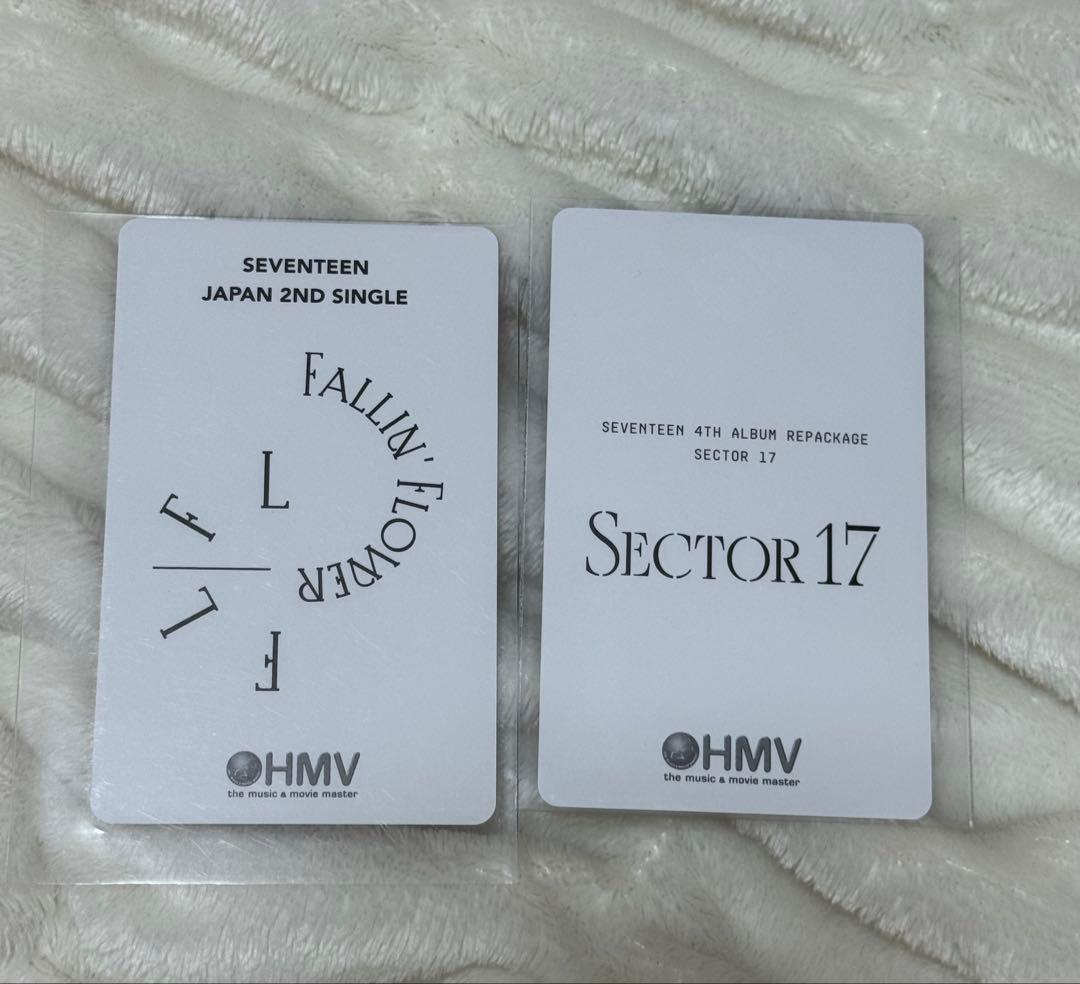 SEVENTEEN
JAPAN 2ND SINGLE
FALLIN' FLOWER
L
F
L
F
HMV
the music & movie master
SEVENTEEN 4TH ALBUM REPACKAGE
SECTOR 17
SECTOR 17
HMV
the music & movie master